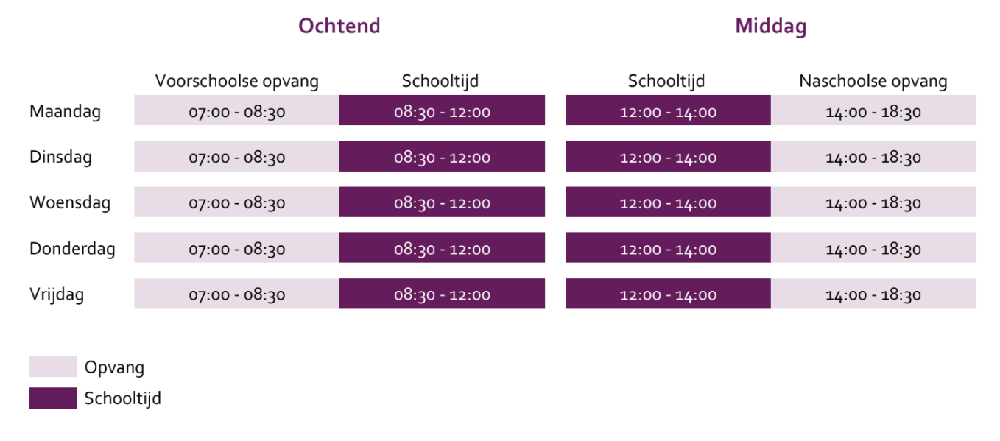 Ochtend Middag
Voorschoolse opvang Schooltijd Schooltijd Naschoolse opvang
Maandag 07:00 - 08:30 08:30 - 12:00 12:00 - 14:00 14:00 - 18:30
Dinsdag 07:00 - 08:30 08:30 - 12:00 12:00 - 14:00 14:00 - 18:30
Woensdag 07:00 - 08:30 08:30 - 12:00 12:00 - 14:00 14:00 - 18:30
Donderdag 07:00 - 08:30 08:30 - 12:00 12:00 - 14:00 14:00 - 18:30
Vrijdag 07:00 - 08:30 08:30 - 12:00 12:00 - 14:00 14:00 - 18:30
Opvang
Schooltijd